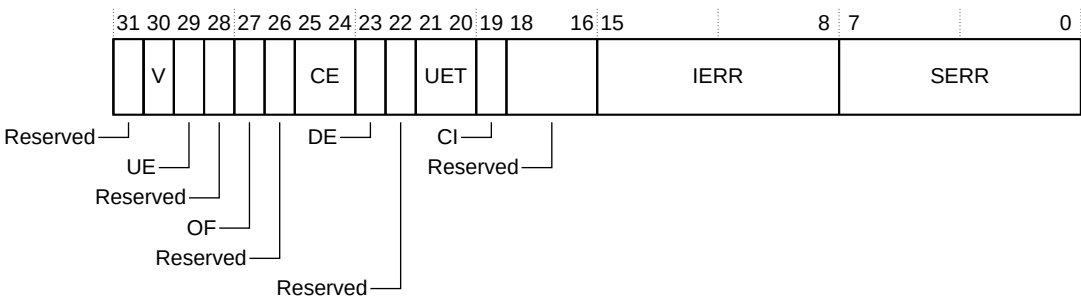 31 30 29 28 27 26 25 24 23 22 21 20 19 18 16 15 8 7 0
V CE UET IERR SERR
Reserved DE CI
UE Reserved
Reserved
OF
Reserved
Reserved